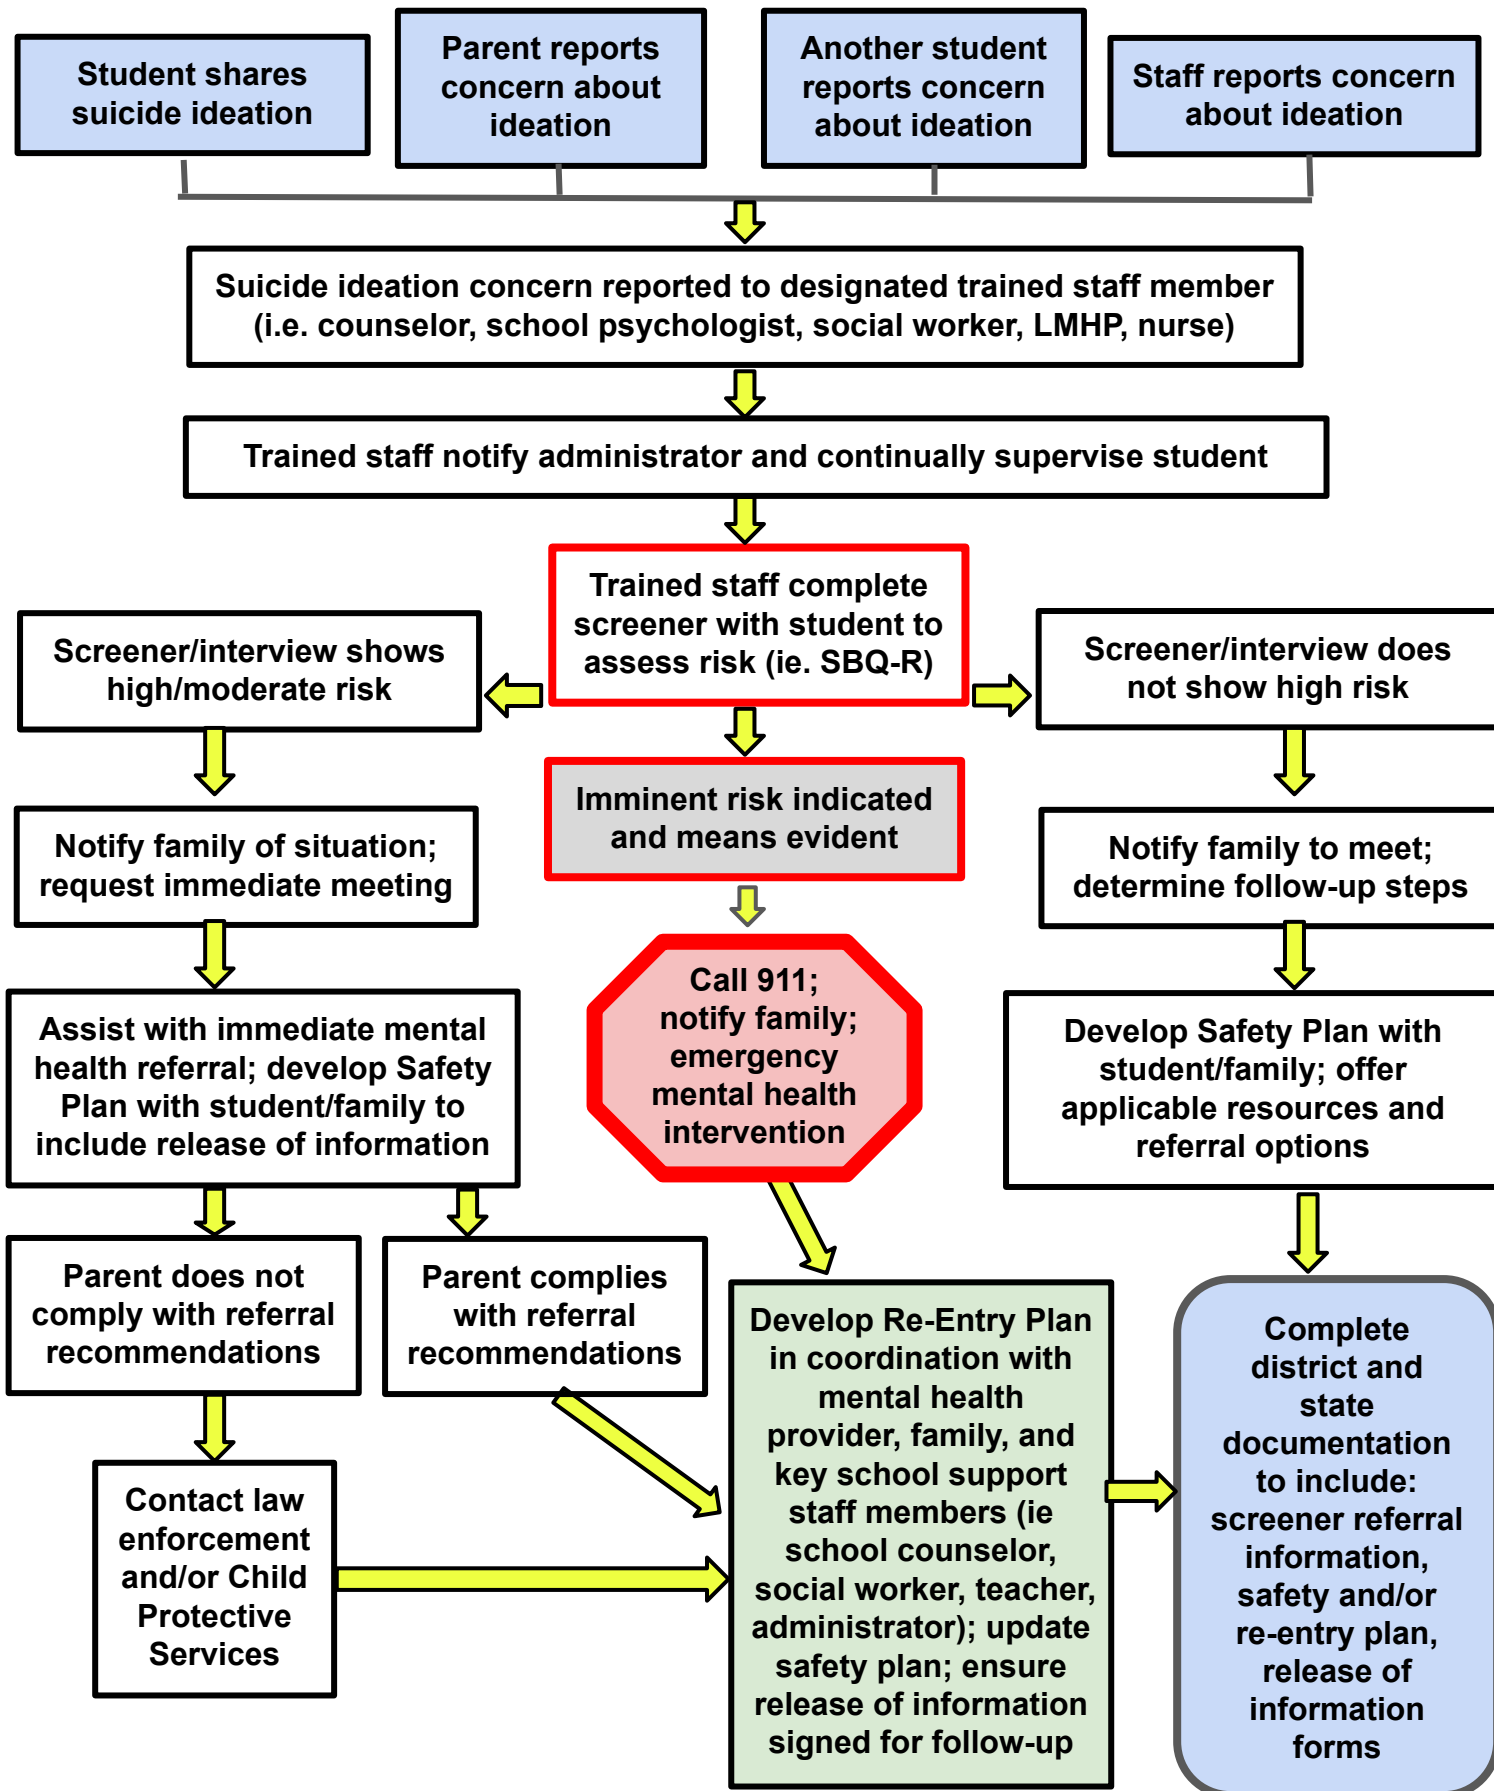 Student shares
suicide ideation
Parent reports
concern about
ideation
Another student
reports concern
about ideation
Staff reports concern
about ideation
Suicide ideation concern reported to designated trained staff member
(i.e. counselor, school psychologist, social worker, LMHP, nurse)
Trained staff notify administrator and continually supervise student
Trained staff complete
screener with student to
assess risk (ie. SBQ-R)
Screener/interview shows
high/moderate risk
Screener/interview does
not show high risk
Imminent risk indicated
and means evident
Notify family of situation;
request immediate meeting
Notify family to meet;
determine follow-up steps
Call 911;
notify family;
emergency
mental health
intervention
Assist with immediate mental
health referral; develop Safety
Plan with student/family to
include release of information
Develop Safety Plan with
student/family; offer
applicable resources and
referral options
Parent does not
comply with referral
recommendations
Parent complies
with referral
recommendations
Contact law
enforcement
and/or Child
Protective
Services
Develop Re-Entry Plan
in coordination with
mental health
provider, family, and
key school support
staff members (ie
school counselor,
social worker, teacher,
administrator); update
safety plan; ensure
release of information
signed for follow-up
Complete
district and
state
documentation
to include:
screener referral
information,
safety and/or
re-entry plan,
release of
information
forms